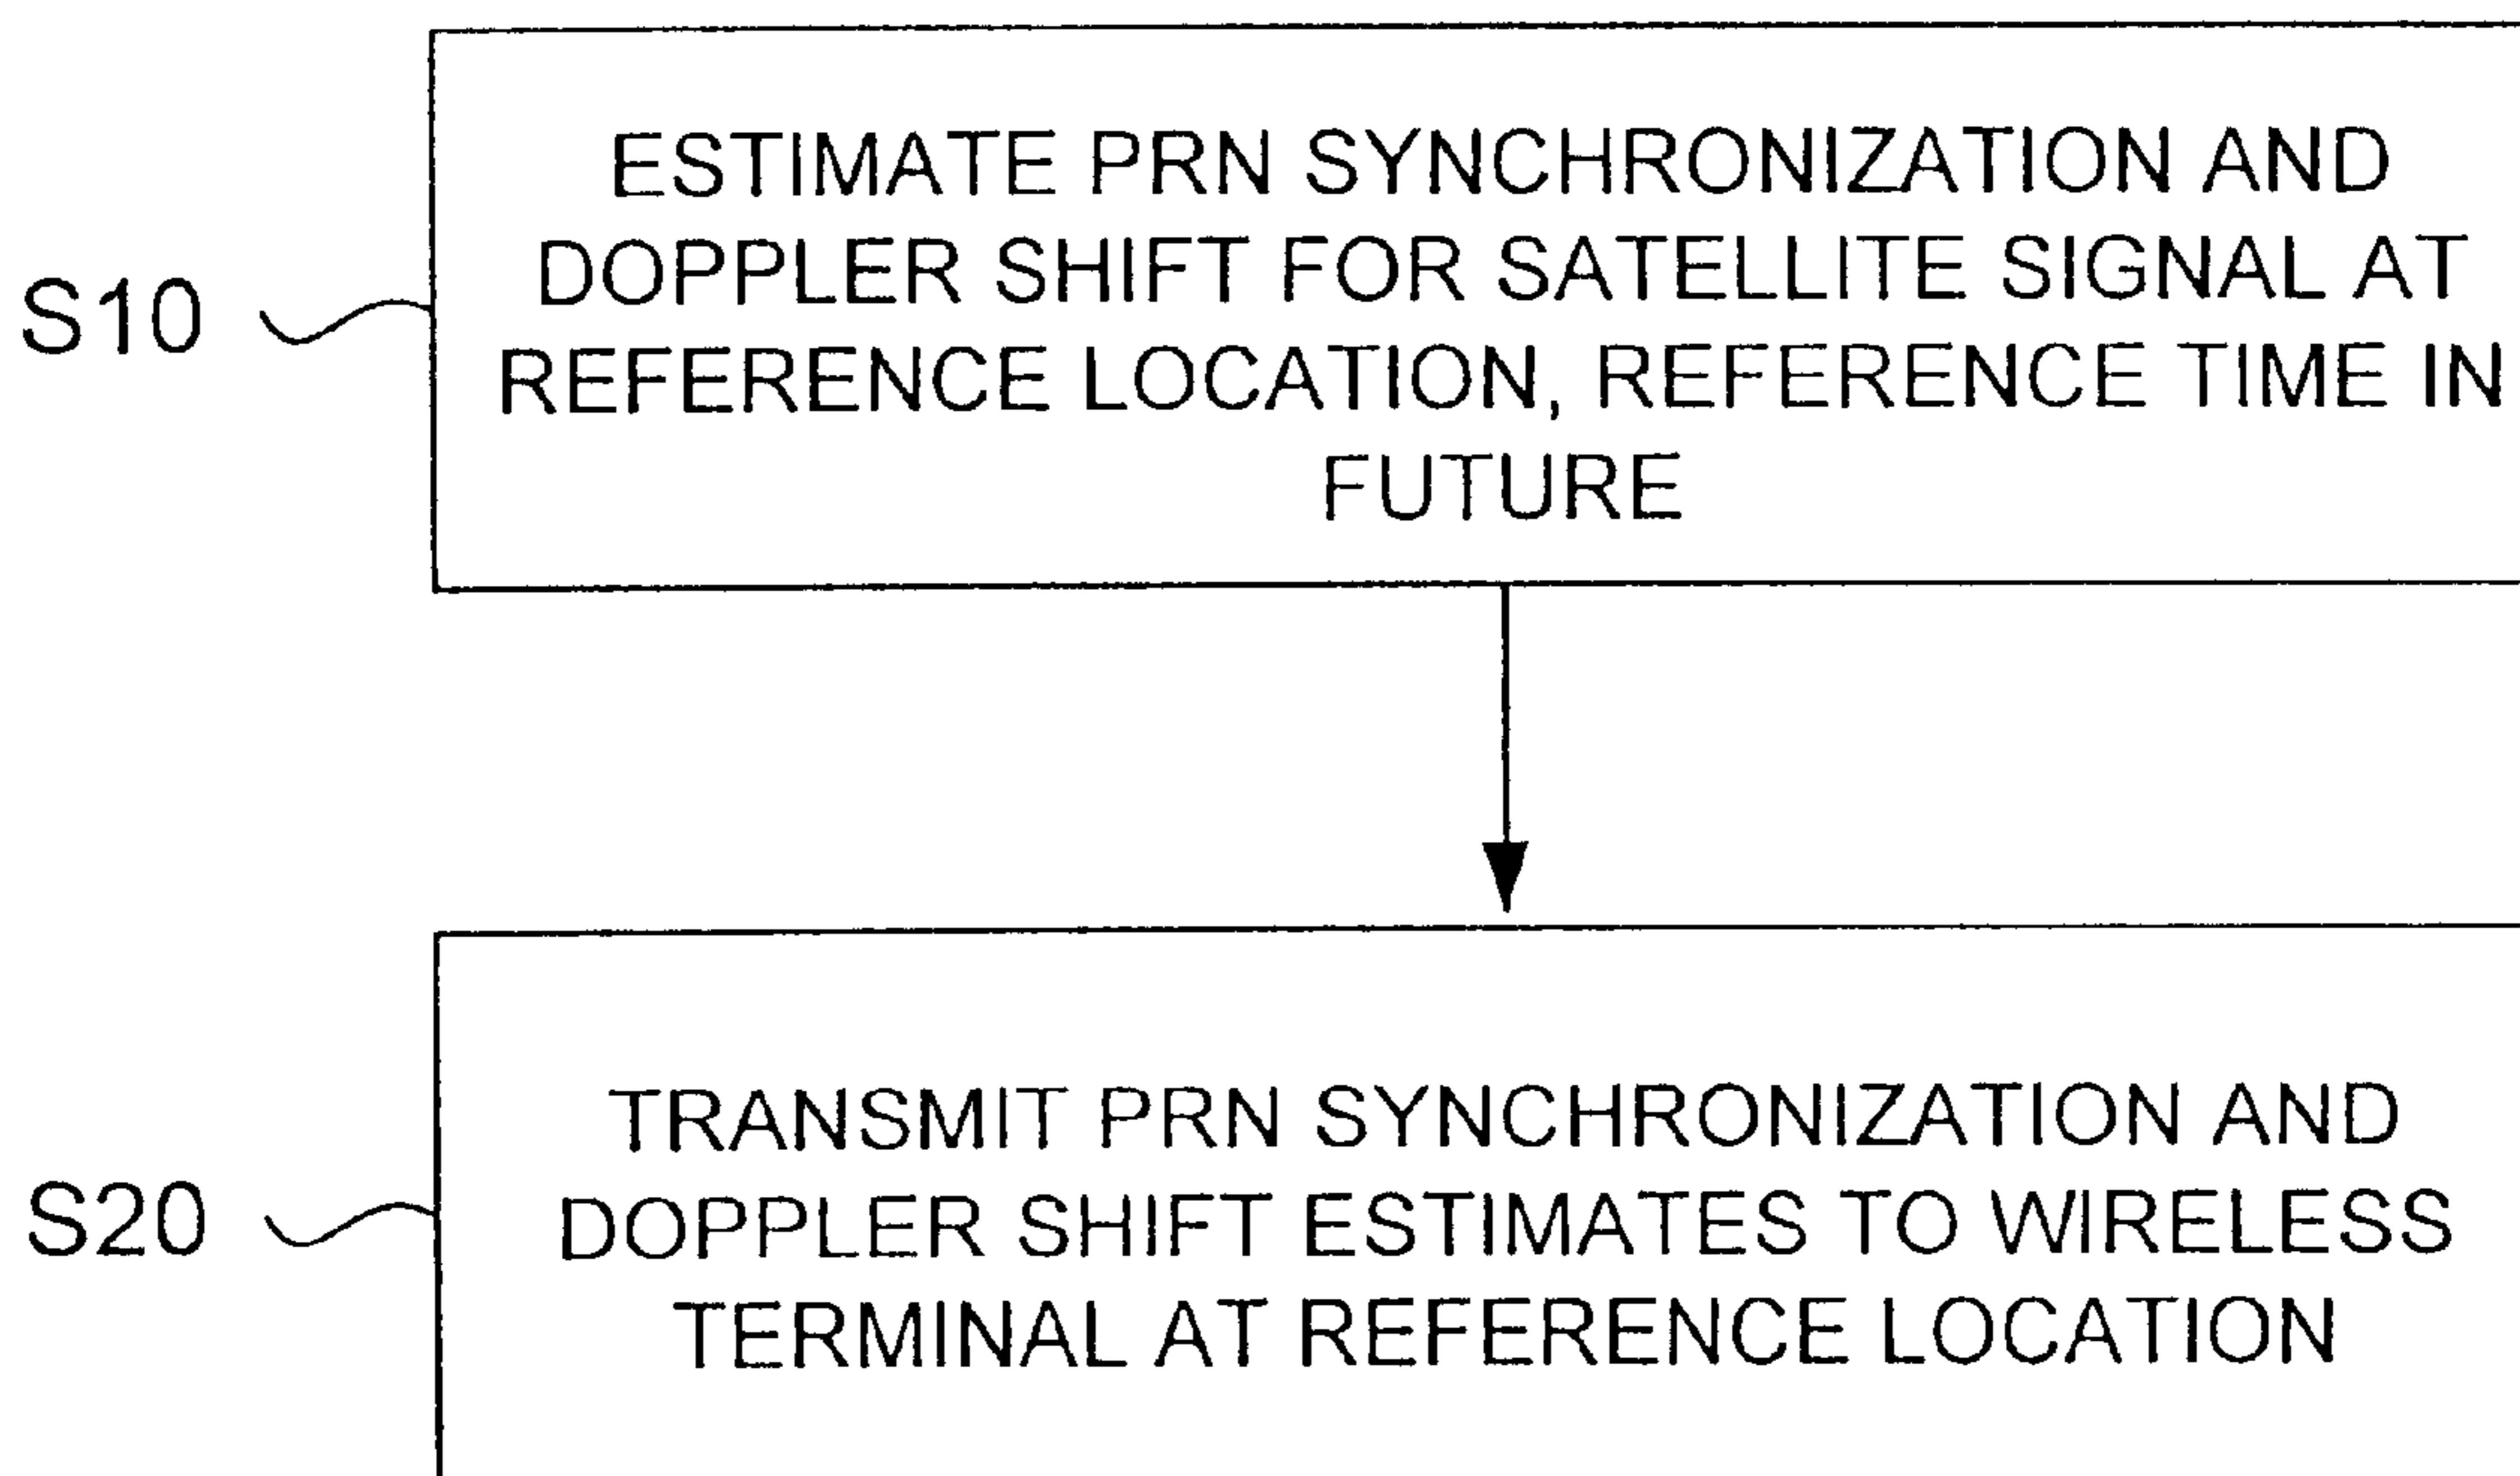 ESTIMATE PRN SYNCHRONIZATION AND
DOPPLER SHIFT FOR SATELLITE SIGNAL AT
S10
REFERENCE LOCATION, REFERENCE TIME IN
FUTURE
TRANSMIT PRN SYNCHRONIZATION AND
S20
DOPPLER SHIFT ESTIMATES TO WIRELESS
TERMINAL AT REFERENCE LOCATION